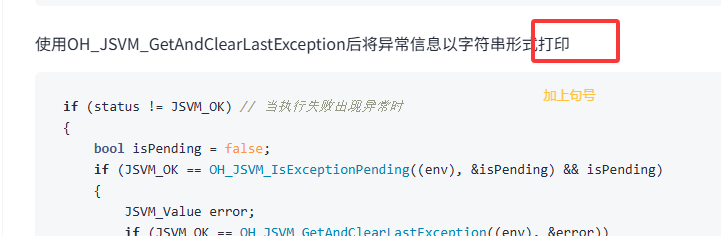 使用OH_JSVM_GetAndClearLastException后将异常信息以字符串形式打印
加上句号
if (status != JSVM_OK) // 当执行失败出现异常时
{
bool isPending = false;
if (JSVM_OK == OH_JSVM_IsExceptionPending((env), &isPending) && isPending)
{
JSVM_Value error;
if (JSVM_OK == OH_JSVM_GetAndClearLastException((env), &error))